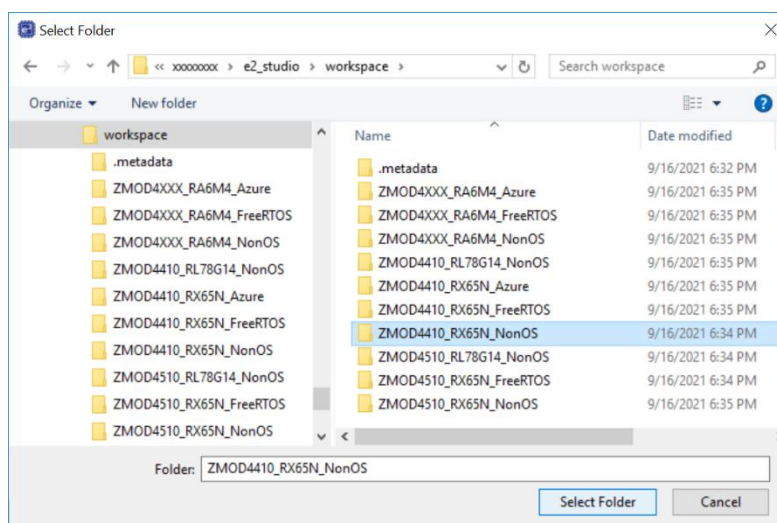 Select Folder
« xxxxxxxx › e2_studio › workspace ›
Search workspace
Organize
New folder
workspace
.metadata
ZMOD4XXX_RA6M4_Azure
ZMOD4XXX_RA6M4_FreeRTOS
ZMOD4XXX_RA6M4_NonOS
ZMOD4410_RL78G14_NonOS
ZMOD4410_RX65N_Azure
ZMOD4410_RX65N_FreeRTOS
ZMOD4410_RX65N_NonOS
ZMOD4510_RL78G14_NonOS
ZMOD4510_RX65N_FreeRTOS
ZMOD4510_RX65N_NonOS
Name Date modified
.metadata 9/16/2021 6:32 PM
ZMOD4XXX_RA6M4_Azure 9/16/2021 6:35 PM
ZMOD4XXX_RA6M4_FreeRTOS 9/16/2021 6:35 PM
ZMOD4XXX_RA6M4_NonOS 9/16/2021 6:35 PM
ZMOD4410_RL78G14_NonOS 9/16/2021 6:34 PM
ZMOD4410_RX65N_Azure 9/16/2021 6:35 PM
ZMOD4410_RX65N_FreeRTOS 9/16/2021 6:35 PM
ZMOD4410_RX65N_NonOS 9/16/2021 6:34 PM
ZMOD4510_RL78G14_NonOS 9/16/2021 6:34 PM
ZMOD4510_RX65N_FreeRTOS 9/16/2021 6:34 PM
ZMOD4510_RX65N_NonOS 9/16/2021 6:35 PM
Folder: ZMOD4410_RX65N_NonOS
Select Folder
Cancel